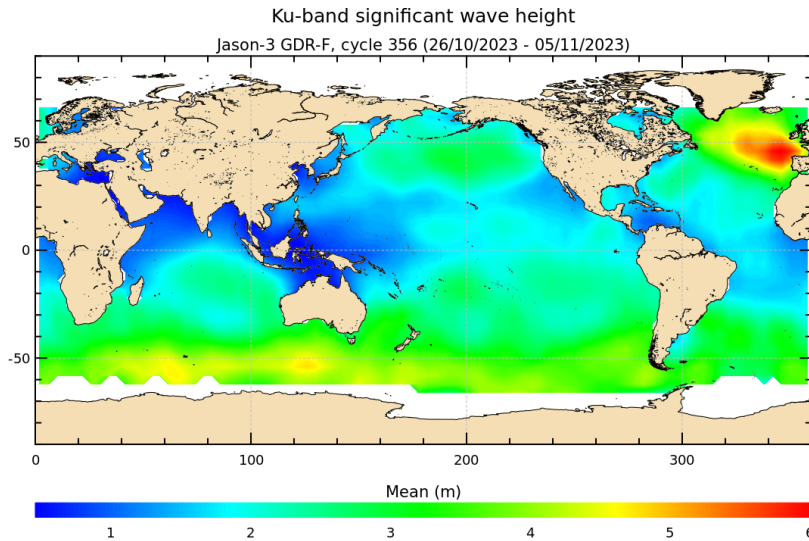 Ku-band significant wave height
Jason-3 GDR-F, cycle 356 (26/10/2023 - 05/11/2023)
50
0
-50
0 100 200 300
Mean (m)
1 2 3 4 5 6